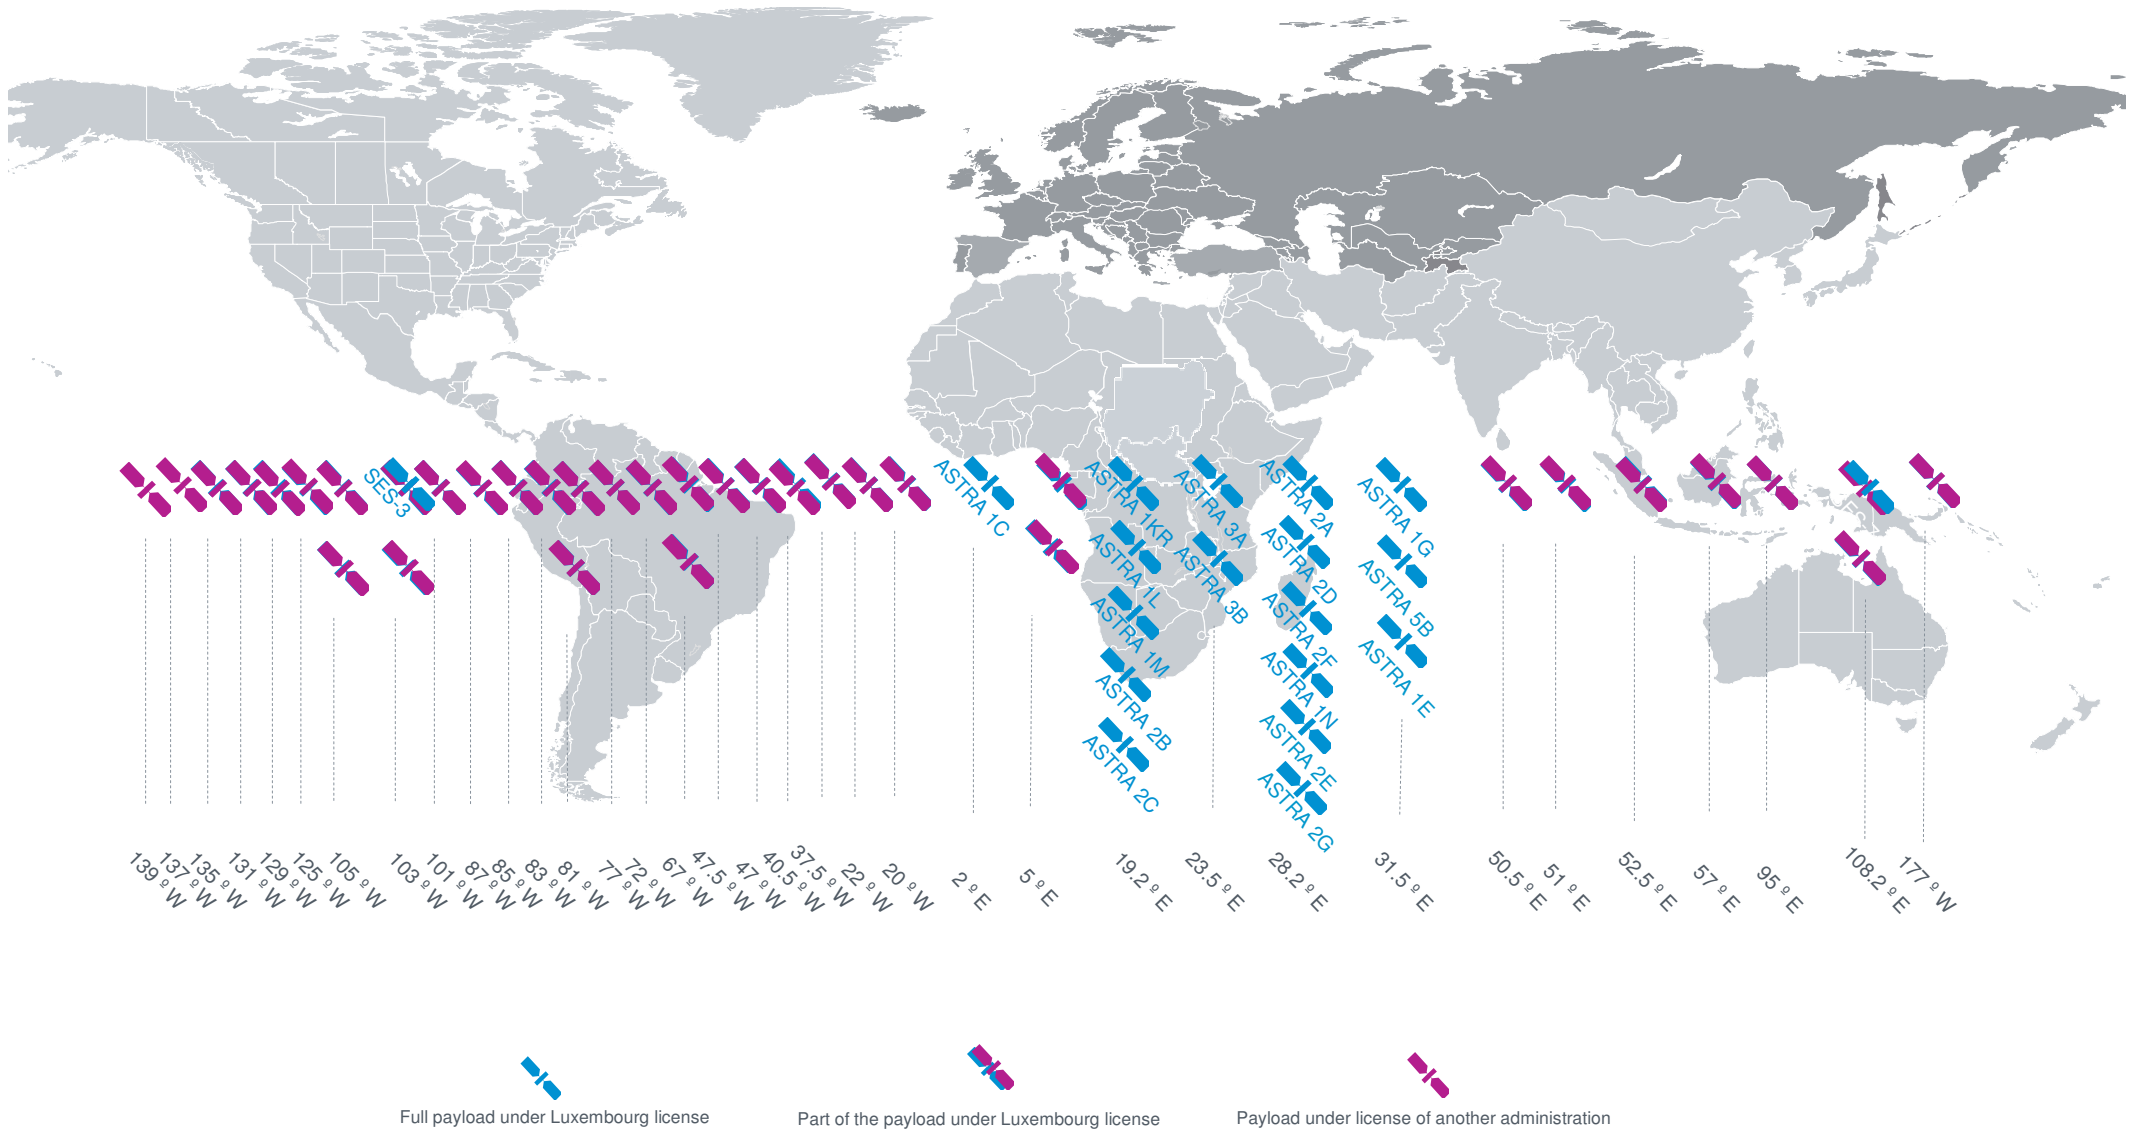 SES-3
ASTRA 1C
ASTRA 1KR
ASTRA 1L
ASTRA 1M
ASTRA 2B
ASTRA 2C
ASTRA 3A
ASTRA 3B
ASTRA 2A
ASTRA 2D
ASTRA 2F
ASTRA 1N
ASTRA 2E
ASTRA 2G
ASTRA 1G
ASTRA 5B
ASTRA 1E
139 º W
137 º W
135 º W
131 º W
129 º W
125 º W
105 º W
103 º W
101 º W
87 º W
85 º W
83 º W
81 º W
77 º W
72 º W
67 º W
47.5 º W
47 º W
40.5 º W
37.5 º W
22 º W
20 º W
2 º E
5 º E
19.2 º E
23.5 º E
28.2 º E
31.5 º E
50.5 º E
51 º E
52.5 º E
57 º E
95 º E
108.2 º E
177 º W
Full payload under Luxembourg license
Part of the payload under Luxembourg license
Payload under license of another administration